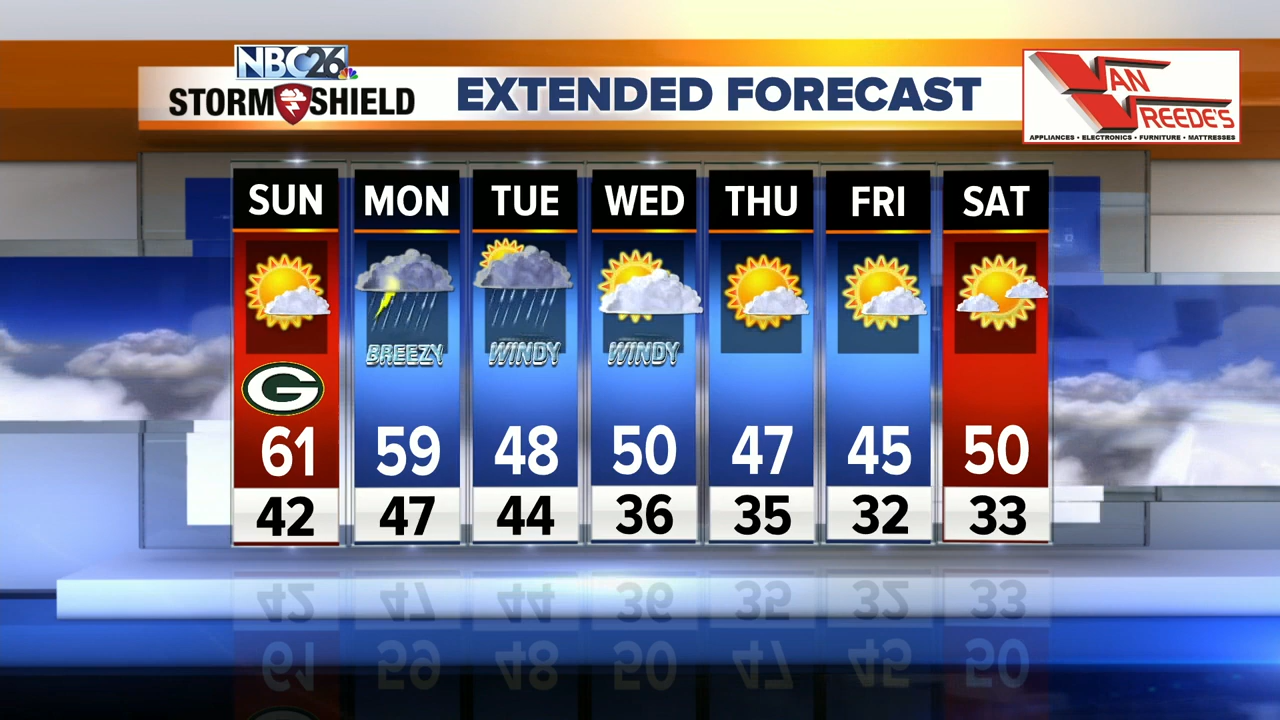 NBC26
STORM SHIELD
EXTENDED FORECAST
VAN
VREEDE'S
APPLIANCES • ELECTRONICS • FURNITURE • MATTRESSES
SUN MON TUE WED THU FRI SAT
BREEZY WINDY WINDY
G
61 59 48 50 47 45 50
42 47 44 36 35 32 33